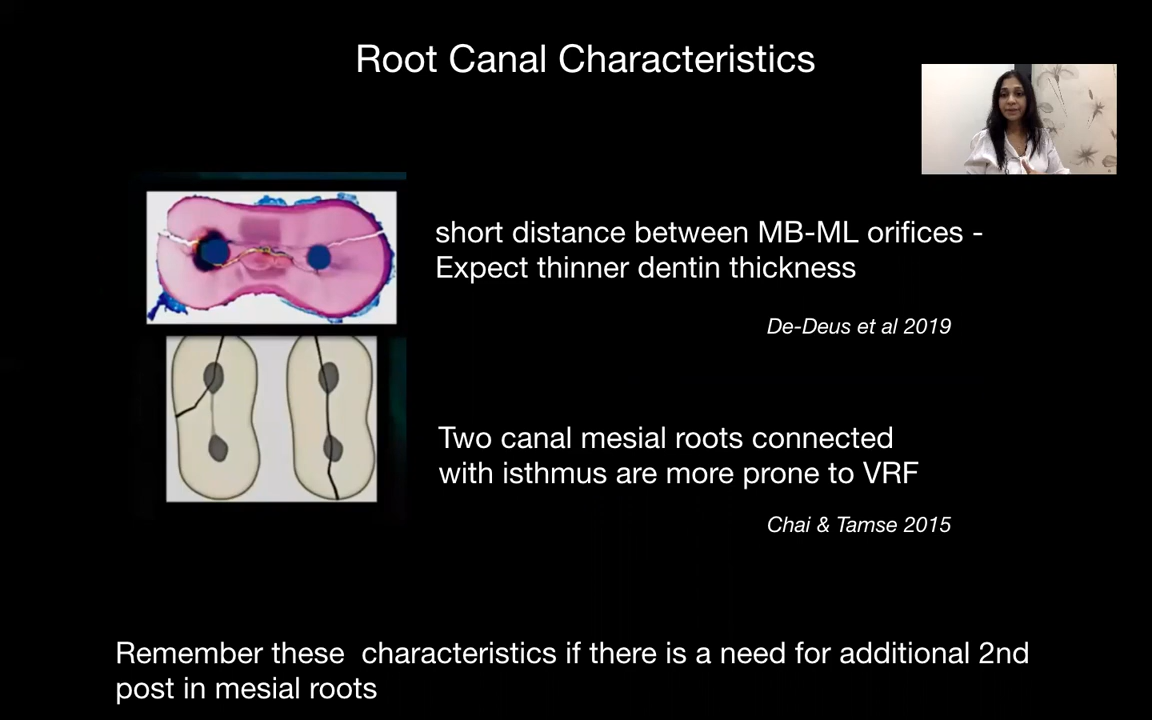 Root Canal Characteristics
short distance between MB-ML orifices -
Expect thinner dentin thickness
De-Deus et al 2019
Two canal mesial roots connected
with isthmus are more prone to VRF
Chai & Tamse 2015
Remember these  characteristics if there is a need for additional 2nd
post in mesial roots